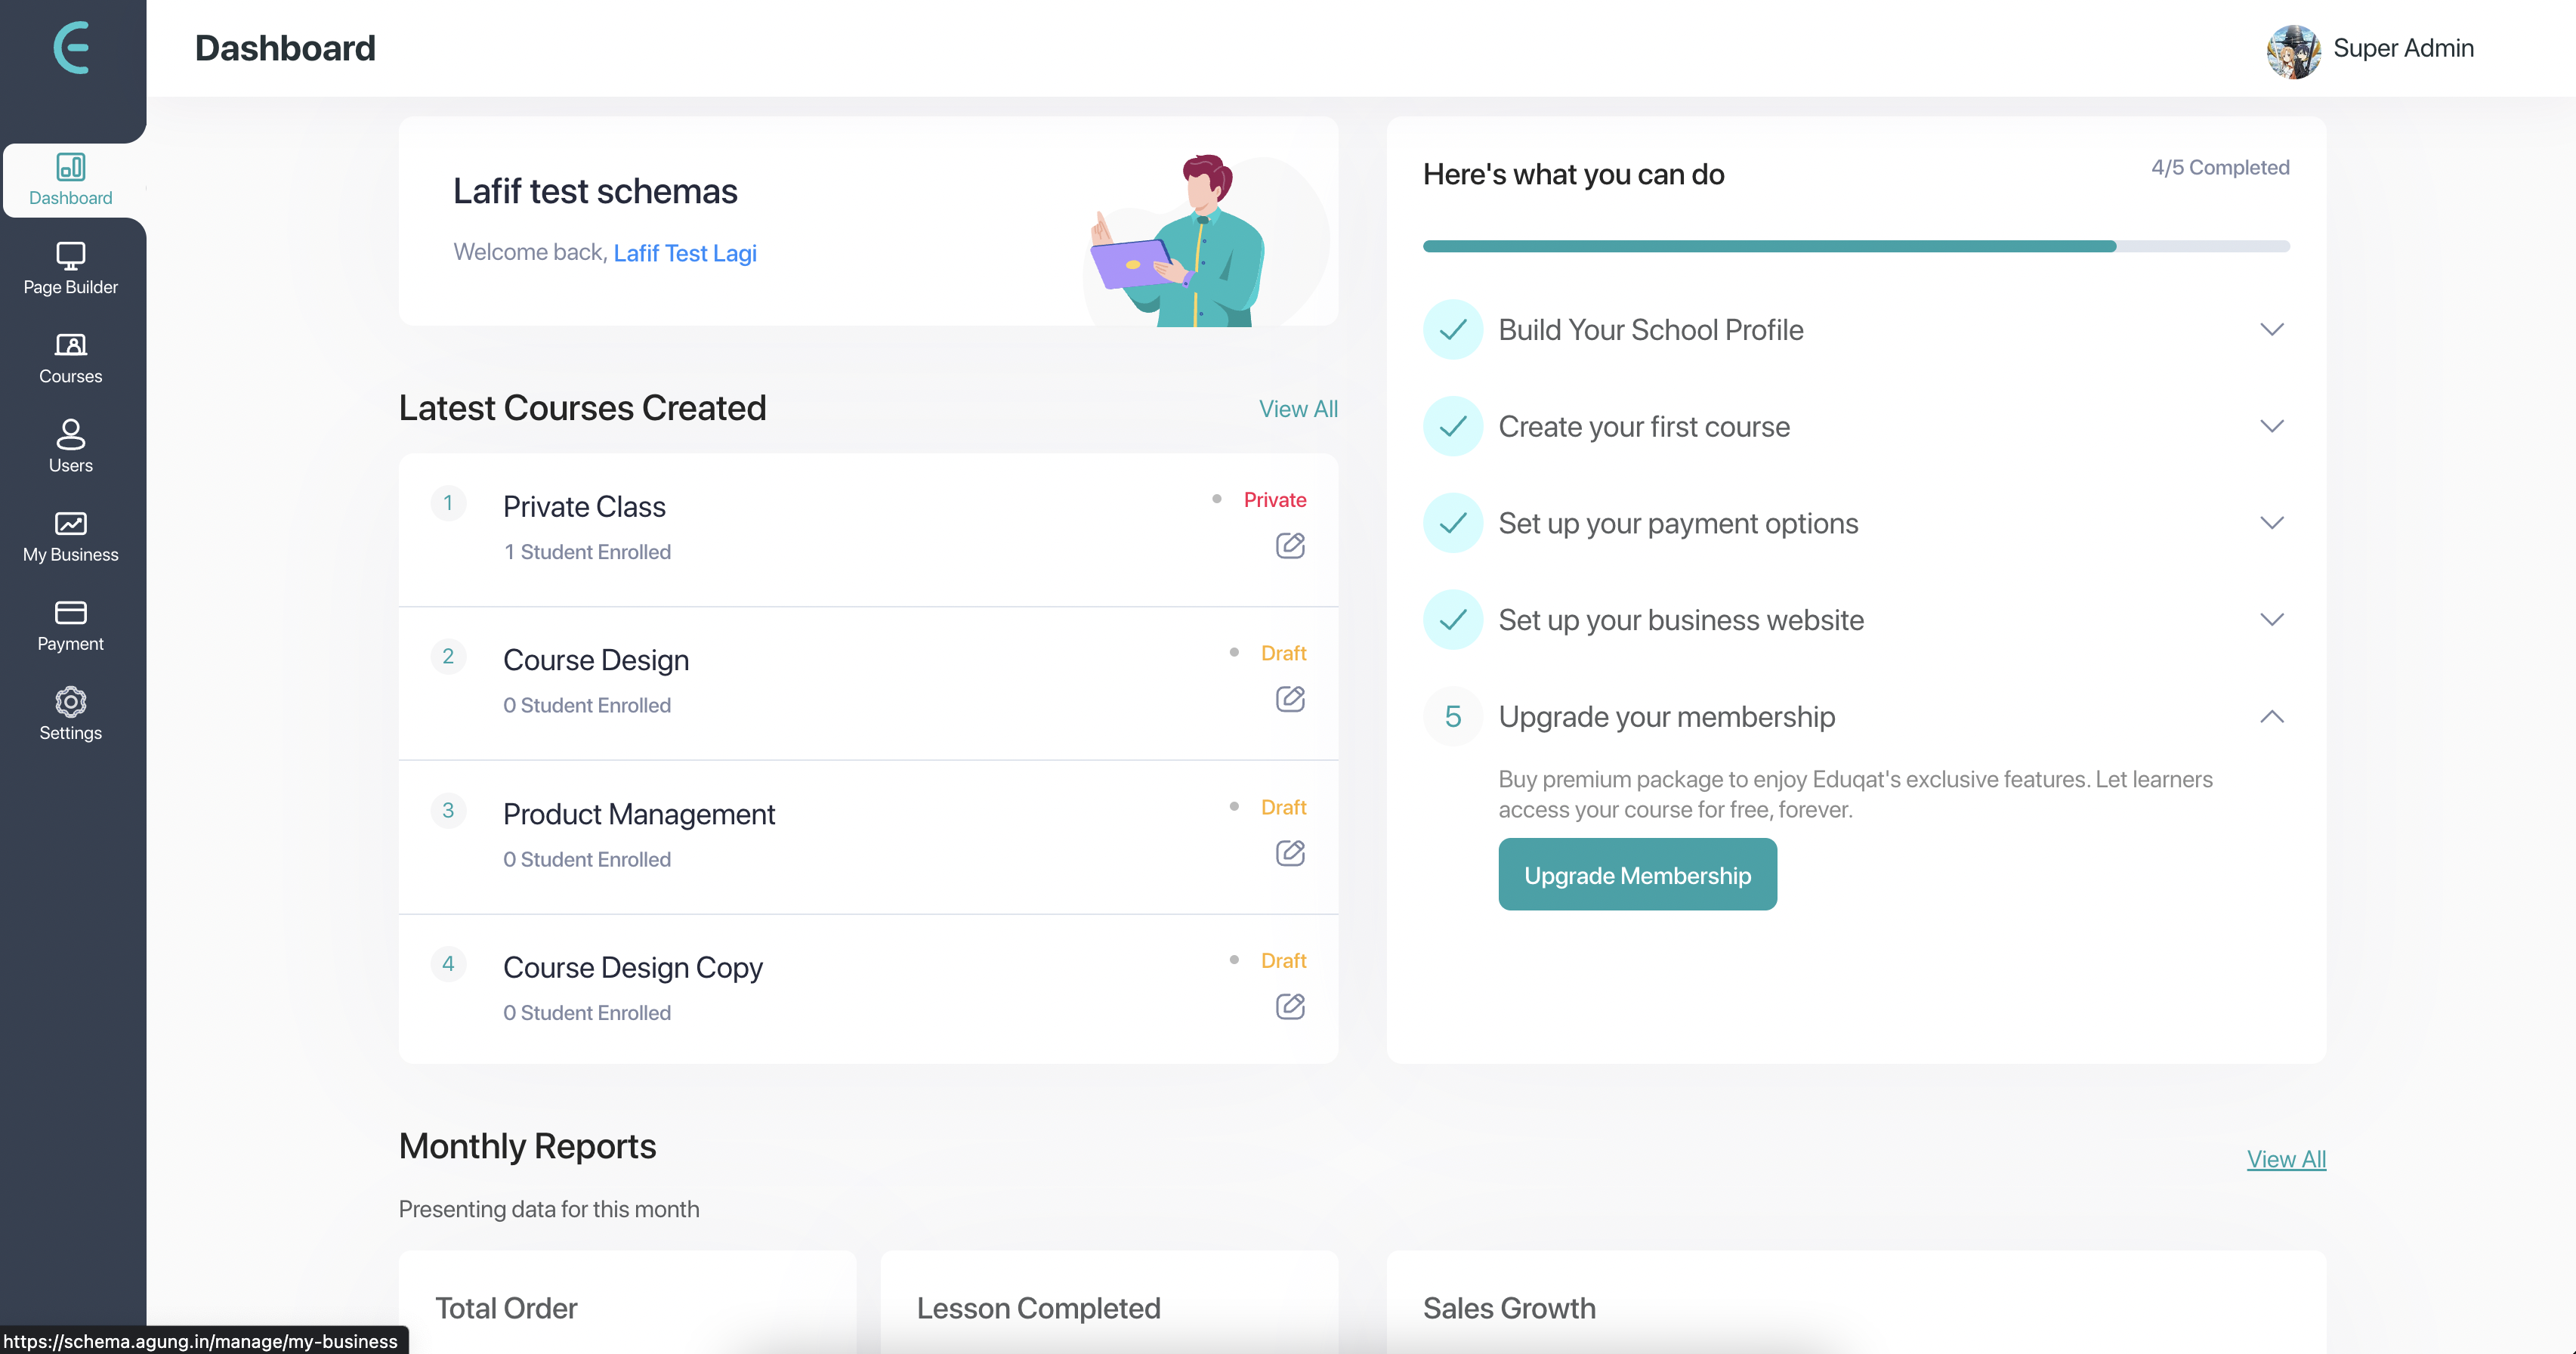 Dashboard
Super Admin
Dashboard
Page Builder
Courses
Users
My Business
Payment
Settings
Lafif test schemas
Welcome back, Lafif Test Lagi
Latest Courses Created
View All
1
Private Class
Private
1 Student Enrolled
2
Course Design
Draft
0 Student Enrolled
3
Product Management
Draft
0 Student Enrolled
4
Course Design Copy
Draft
0 Student Enrolled
Here's what you can do
4/5 Completed
Build Your School Profile
Create your first course
Set up your payment options
Set up your business website
5
Upgrade your membership
Buy premium package to enjoy Eduqat's exclusive features. Let learners
access your course for free, forever.
Upgrade Membership
Monthly Reports
View All
Presenting data for this month
Total Order
Lesson Completed
Sales Growth
https://schema.agung.in/manage/my-business